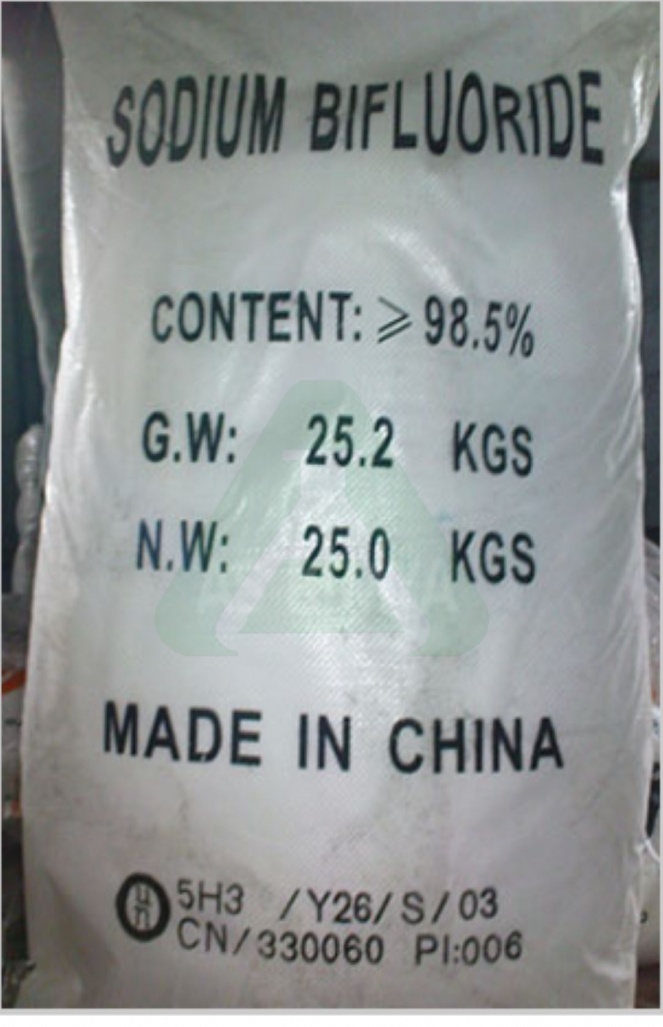 SODIUM BIFLUORIDE
CONTENT: ⩾ 98.5%
G.W: 25.2 KGS
N.W: 25.0 KGS
MADE IN CHINA
un 5H3 /Y26/S/03
CN/330060 PI:006